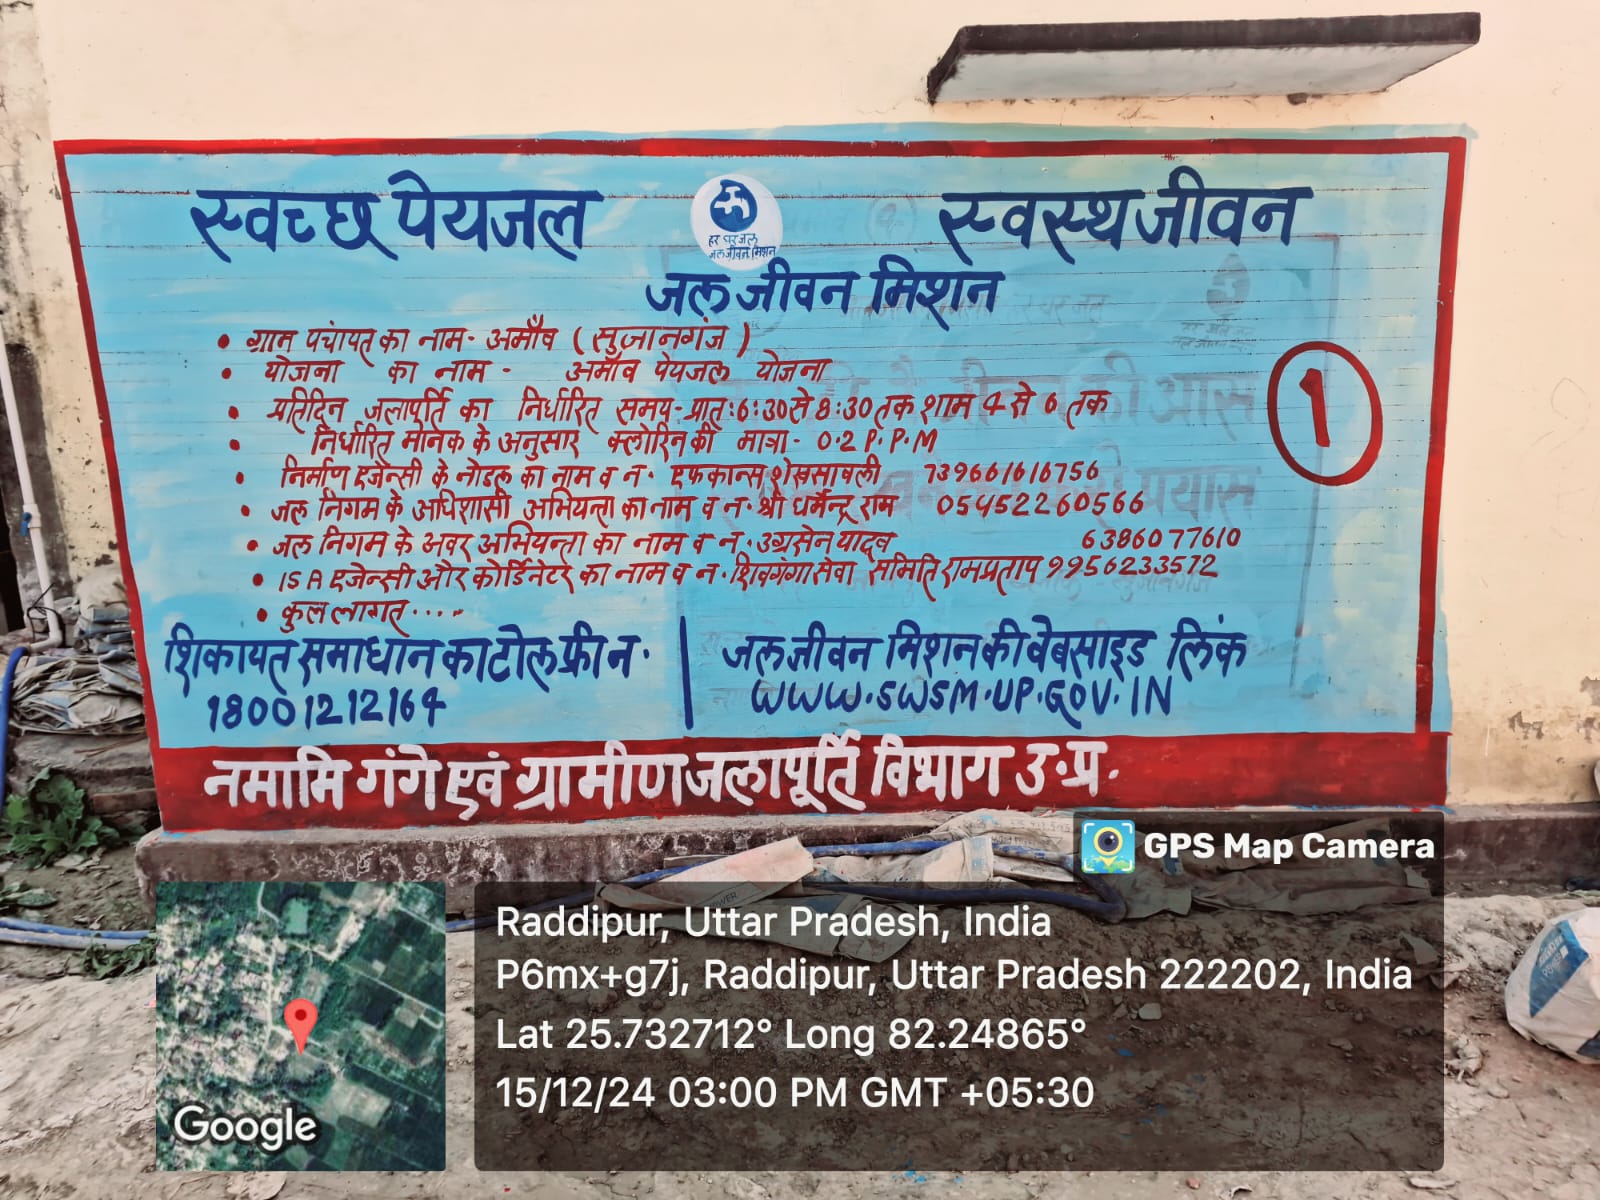 स्वच्छ पेयजल
स्वस्थ जीवन
हर घर जल
जल जीवन मिशन
जल जीवन मिशन
• ग्राम पंचायत का नाम - अमाँव (सुजानगंज)
• योजना का नाम - अमाँव पेयजल योजना
• प्रतिदिन जलापूर्ति का निर्धारित समय - प्रात: 6:30 से 8:30 तक शाम 4 से 6 तक
• निर्धारित मानक के अनुसार क्लोरिन की मात्रा - 0.2 P.P.M
• निर्माण एजेन्सी के नोडल का नाम व न. एफकान्स शेखसावली 739661616756
• जल निगम के अधिशासी अभियन्ता का नाम व न. श्री धर्मेन्द्र राम 05452260566
• जल निगम के अवर अभियन्ता का नाम व न. उग्रसेन यादव 6386077610
• ISA एजेन्सी और कोर्डिनेटर का नाम व न. शिवगंगा सेवा समिति रामप्रताप 9956233572
• कुल लागत .....
1
शिकायत समाधान का टोल फ्री न.
18001212164
जल जीवन मिशन की वेबसाइड लिंक
WWW.SWSM.UP.GOV.IN
नमामि गंगे एवं ग्रामीण जलापूर्ति विभाग उ.प्र.
GPS Map Camera
Raddipur, Uttar Pradesh, India
P6mx+g7j, Raddipur, Uttar Pradesh 222202, India
Lat 25.732712° Long 82.24865°
15/12/24 03:00 PM GMT +05:30
Google